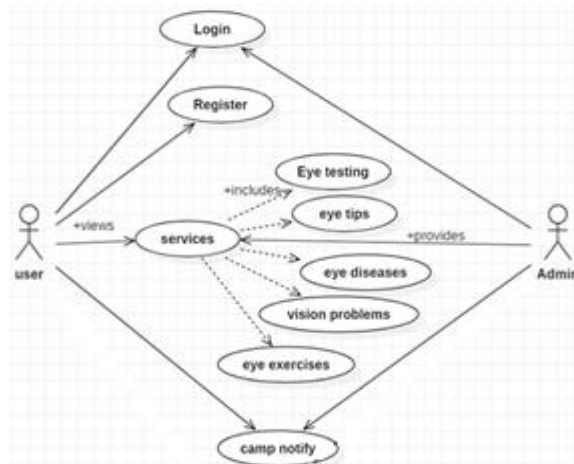 Login
Register
Eye testing
+includes
eye tips
+views
services
+provides
user
Admin
eye diseases
vision problems
eye exercises
camp notify